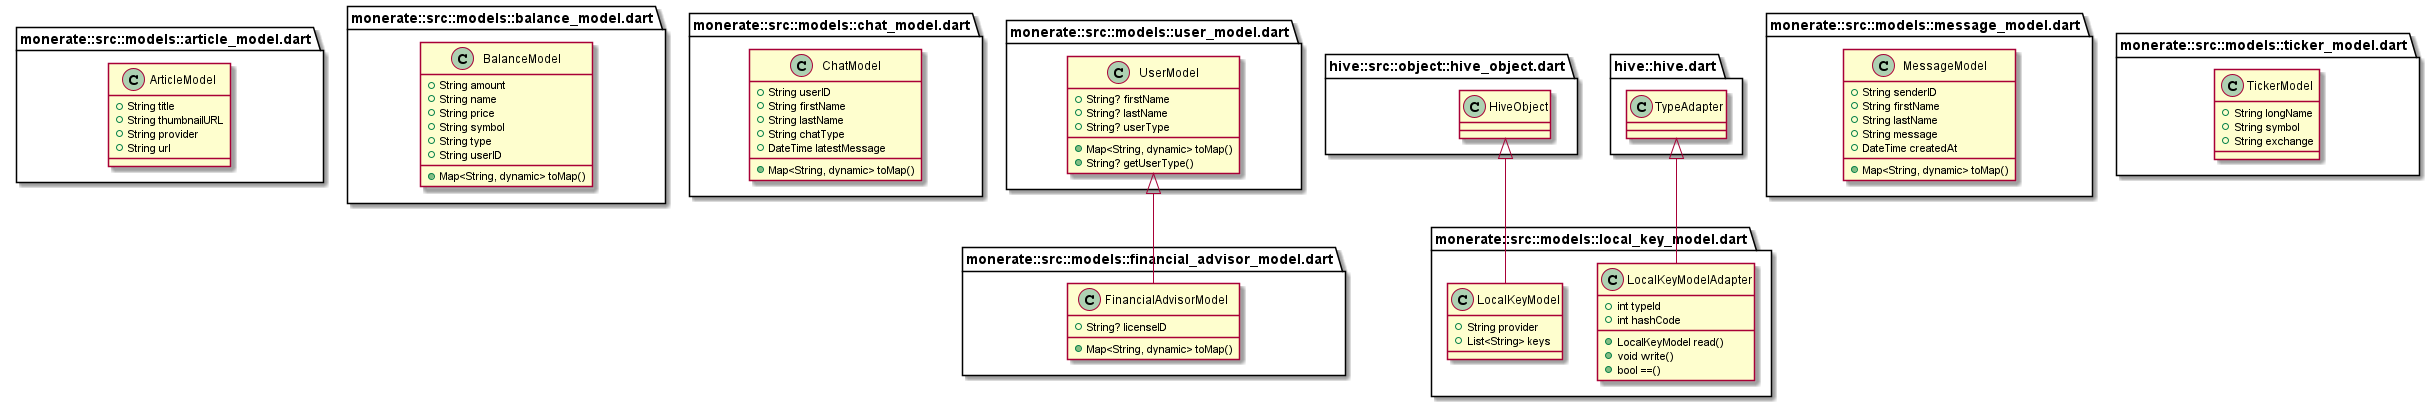 monerate::src::models::article_model.dart
C ArticleModel
String title
String thumbnailURL
String provider
String url
monerate::src::models::balance_model.dart
C BalanceModel
String amount
String name
String price
String symbol
String type
String userID
Map<String, dynamic> toMap()
monerate::src::models::chat_model.dart
C ChatModel
String userID
String firstName
String lastName
String chatType
DateTime latestMessage
Map<String, dynamic> toMap()
monerate::src::models::user_model.dart
C UserModel
String? firstName
String? lastName
String? userType
Map<String, dynamic> toMap()
String? getUserType()
hive::src::object::hive_object.dart
C HiveObject
hive::hive.dart
C TypeAdapter
monerate::src::models::message_model.dart
C MessageModel
String senderID
String firstName
String lastName
String message
DateTime createdAt
Map<String, dynamic> toMap()
monerate::src::models::ticker_model.dart
C TickerModel
String longName
String symbol
String exchange
monerate::src::models::financial_advisor_model.dart
C FinancialAdvisorModel
String? licenseID
Map<String, dynamic> toMap()
monerate::src::models::local_key_model.dart
C LocalKeyModel
String provider
List<String> keys
C LocalKeyModelAdapter
int typeId
int hashCode
LocalKeyModel read()
void write()
bool ==()